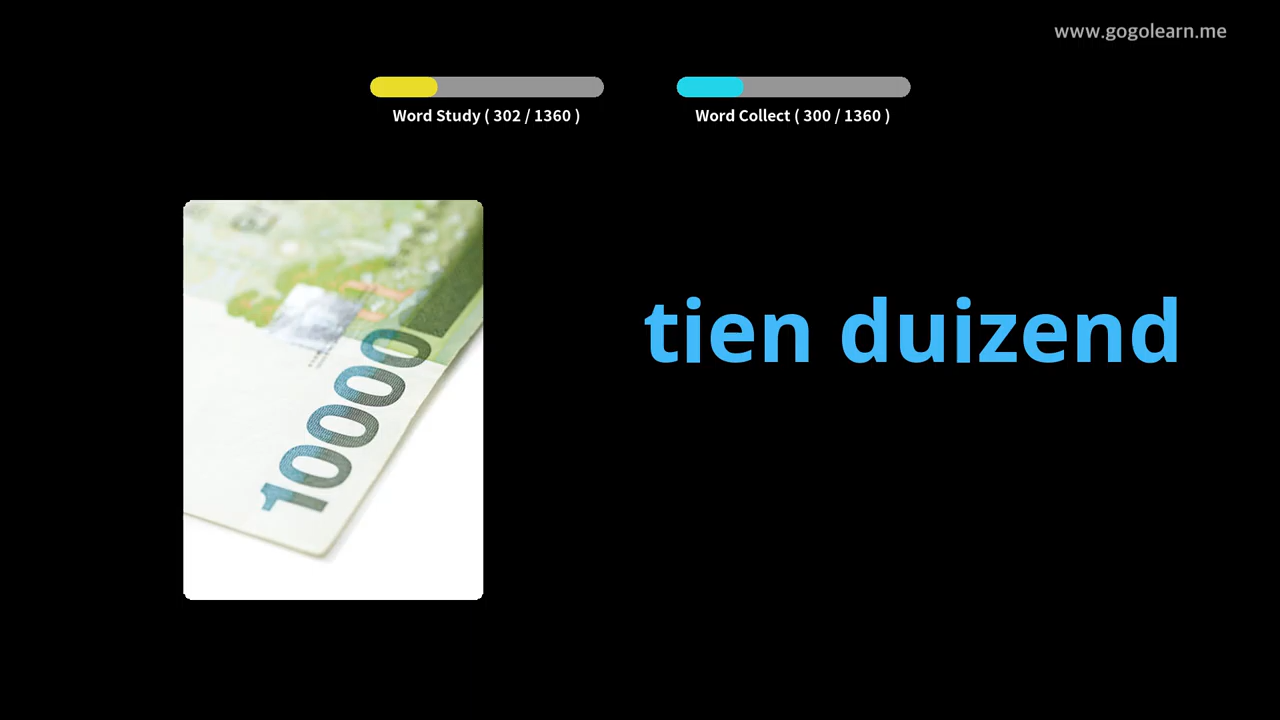 www.gogolearn.me
Word Study ( 302 / 1360 )
Word Collect ( 300 / 1360 )
tien duizend
10000